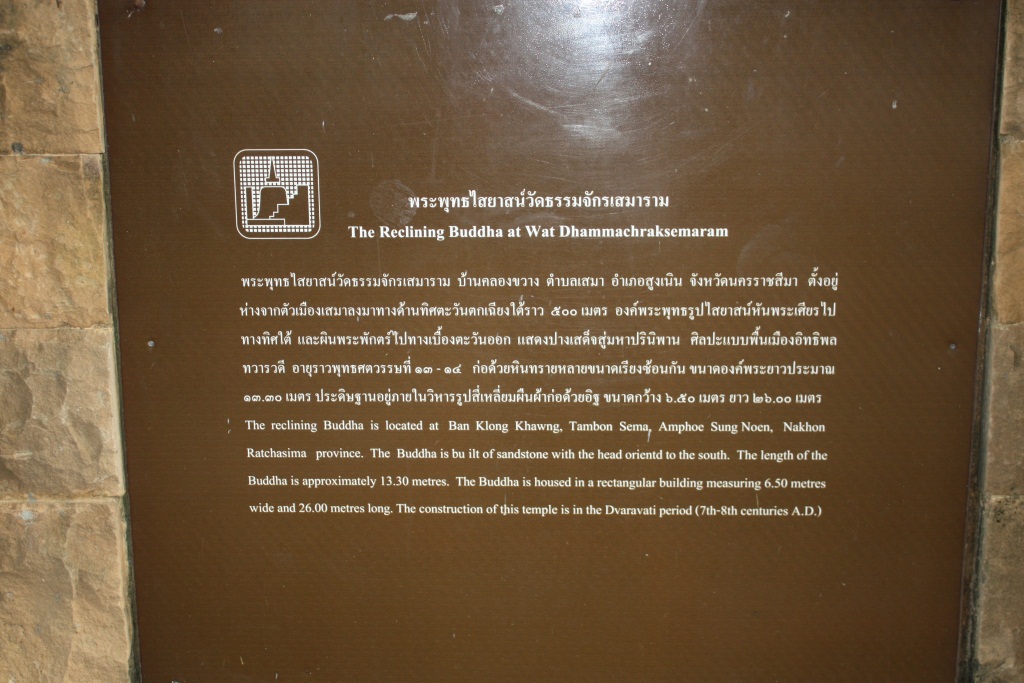 พระพุทธไสยาสน์วัดธรรมจักรเสมาราม
The Reclining Buddha at Wat Dhammachraksemaram
พระพุทธไสยาสน์วัดธรรมจักรเสมาราม บ้านคลองขวาง ตำบลเสมา อำเภอสูงเนิน จังหวัดนครราชสีมา ตั้งอยู่
ห่างจากตัวเมืองเสมาลงมาทางด้านทิศตะวันตกเฉียงใต้ราว ๕๐๐ เมตร องค์พระพุทธรูปไสยาสน์หันพระเศียรไป
ทางทิศใต้ และผินพระพักตร์ไปทางเบื้องตะวันออก แสดงปางเสด็จสู่มหาปรินิพาน ศิลปะแบบพื้นเมืองอิทธิพล
ทวารวดี อายุราวพุทธศตวรรษที่ ๑๓ - ๑๔ ก่อด้วยหินทรายหลายขนาดเรียงซ้อนกัน ขนาดองค์พระยาวประมาณ
๑๓.๓๐ เมตร ประดิษฐานอยู่ภายในวิหารรูปสี่เหลี่ยมผืนผ้าก่อด้วยอิฐ ขนาดกว้าง ๖.๕๐ เมตร ยาว ๒๖.๐๐ เมตร
The reclining Buddha is located at Ban Klong Khawng, Tambon Sema, Amphoe Sung Noen, Nakhon
Ratchasima province. The Buddha is bu ilt of sandstone with the head orientd to the south. The length of the
Buddha is approximately 13.30 metres. The Buddha is housed in a rectangular building measuring 6.50 metres
wide and 26.00 metres long. The construction of this temple is in the Dvaravati period (7th-8th centuries A.D.)